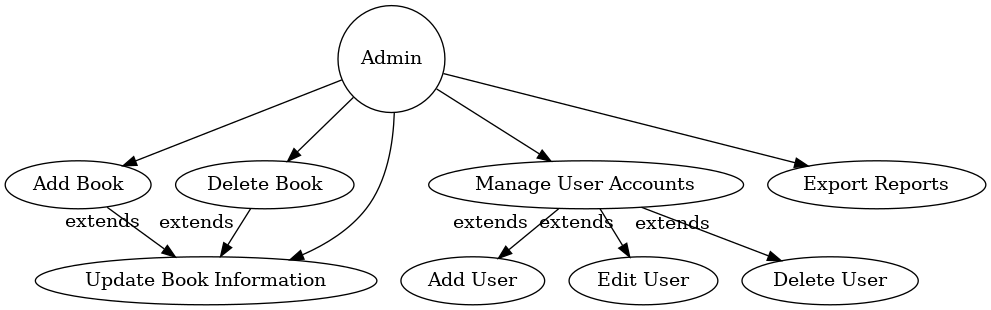 Admin
Add Book
Delete Book
Manage User Accounts
Export Reports
extends
extends
extends
extends
extends
Update Book Information
Add User
Edit User
Delete User